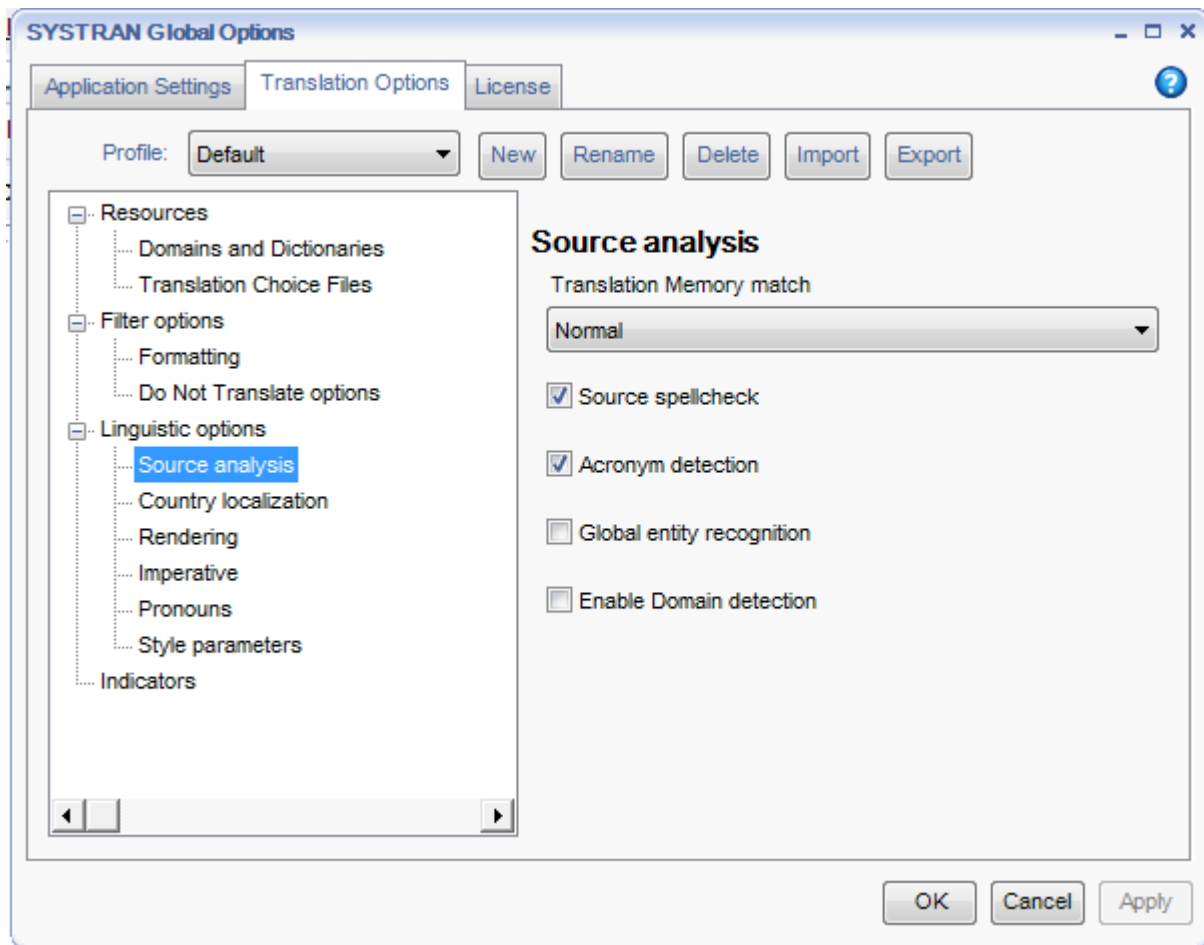 SYSTRAN Global Options
Application Settings Translation Options License
Profile: Default New Rename Delete Import Export
Resources
Domains and Dictionaries
Translation Choice Files
Filter options
Formatting
Do Not Translate options
Linguistic options
Source analysis
Country localization
Rendering
Imperative
Pronouns
Style parameters
Indicators
Source analysis
Translation Memory match
Normal
Source spellcheck
Acronym detection
Global entity recognition
Enable Domain detection
OK Cancel Apply